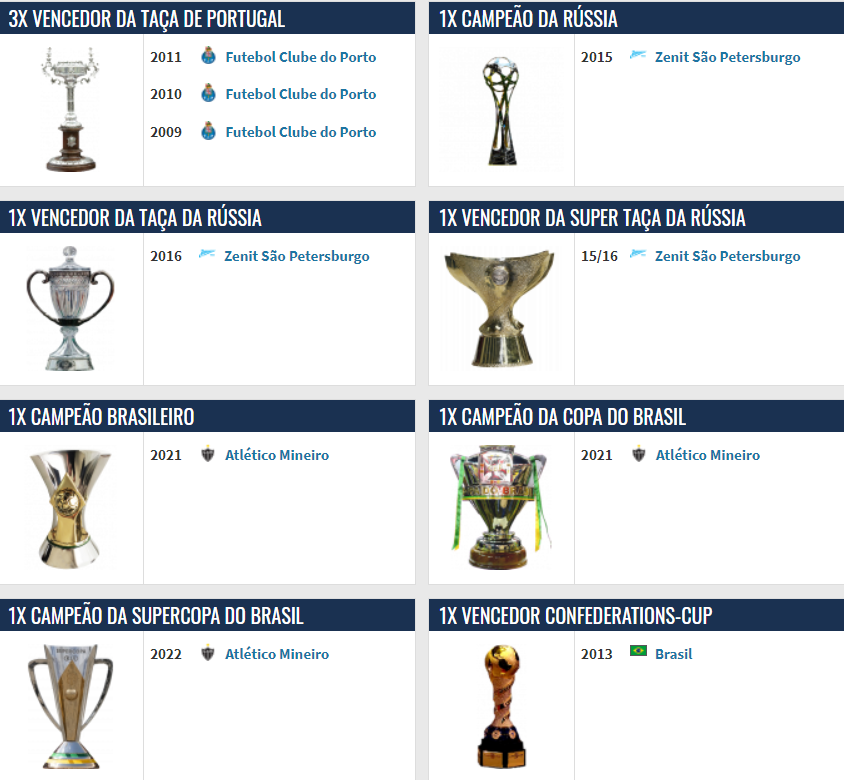 3X VENCEDOR DA TAÇA DE PORTUGAL
2011 Futebol Clube do Porto
2010 Futebol Clube do Porto
2009 Futebol Clube do Porto
1X CAMPEÃO DA RÚSSIA
2015 Zenit São Petersburgo
1X VENCEDOR DA TAÇA DA RÚSSIA
2016 Zenit São Petersburgo
1X VENCEDOR DA SUPER TAÇA DA RÚSSIA
15/16 Zenit São Petersburgo
1X CAMPEÃO BRASILEIRO
2021 Atlético Mineiro
1X CAMPEÃO DA COPA DO BRASIL
2021 Atlético Mineiro
1X CAMPEÃO DA SUPERCOPA DO BRASIL
2022 Atlético Mineiro
1X VENCEDOR CONFEDERATIONS-CUP
2013 Brasil